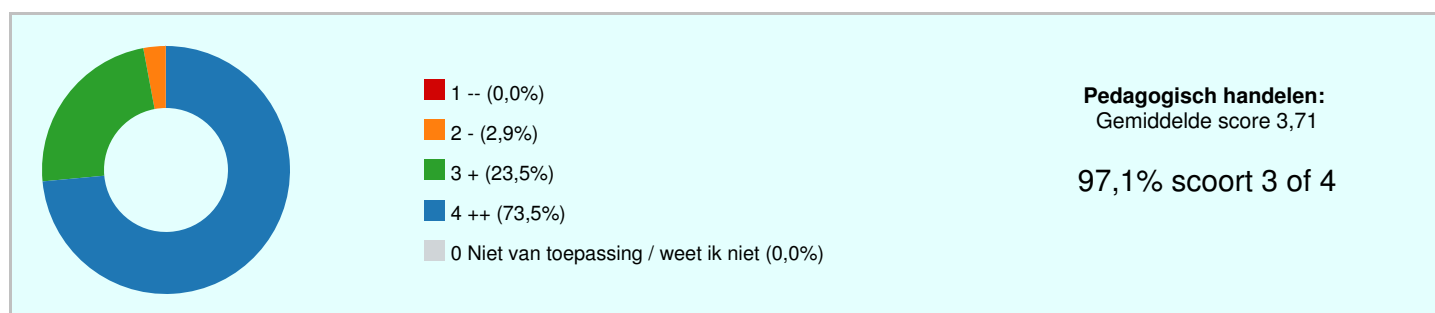 1 -- (0,0%)
2 - (2,9%)
3 + (23,5%)
4 ++ (73,5%)
0 Niet van toepassing / weet ik niet (0,0%)
Pedagogisch handelen:
Gemiddelde score 3,71
97,1% scoort 3 of 4